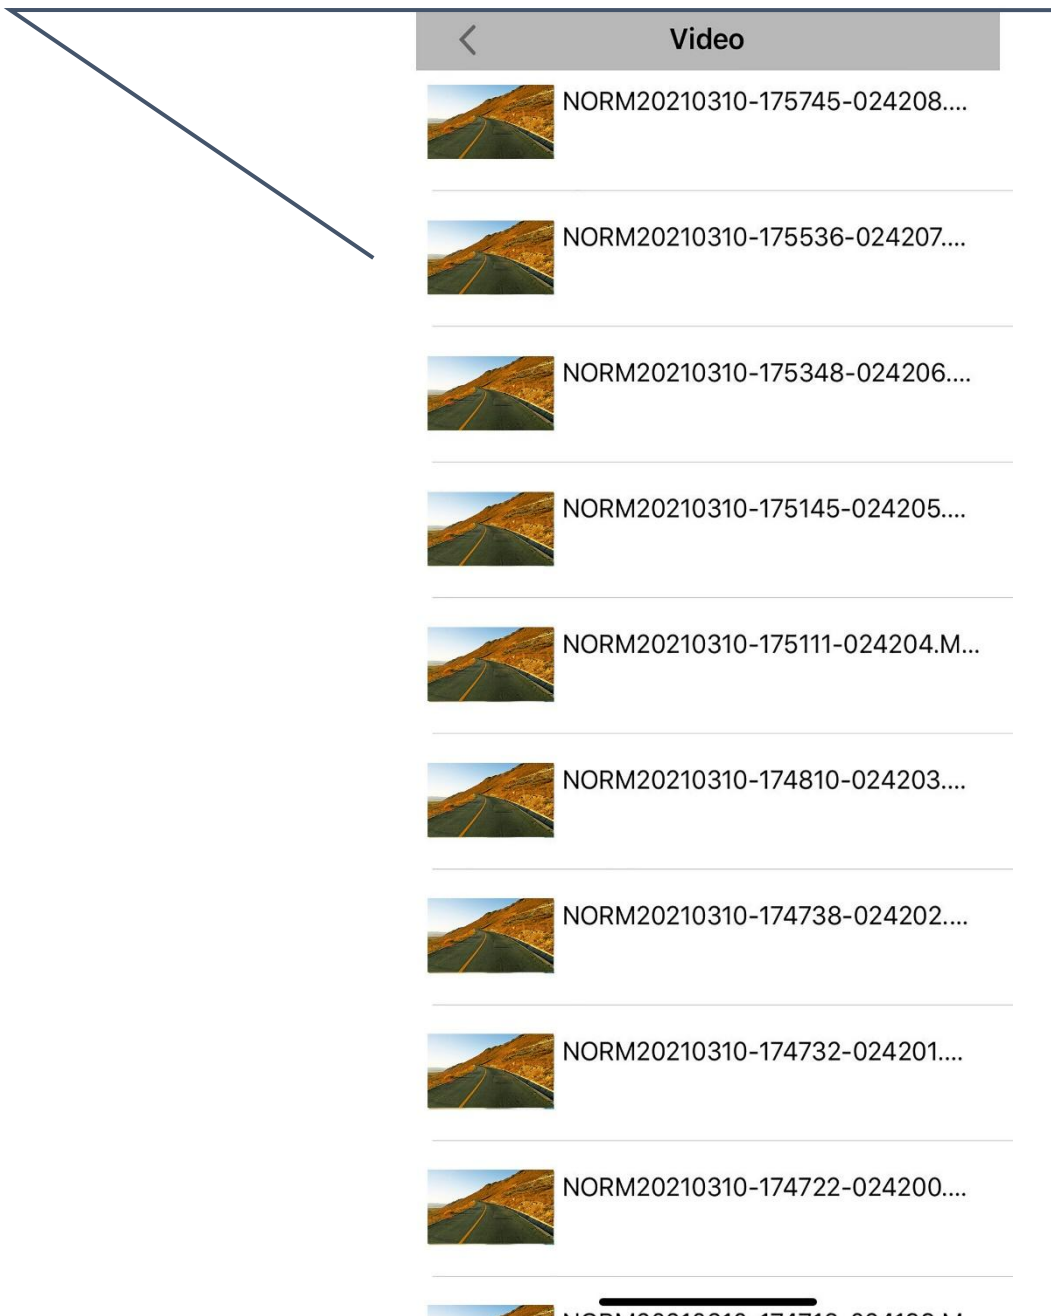 Video
NORM20210310-175745-024208....
NORM20210310-175536-024207....
NORM20210310-175348-024206....
NORM20210310-175145-024205....
NORM20210310-175111-024204.M...
NORM20210310-174810-024203....
NORM20210310-174738-024202....
NORM20210310-174732-024201....
NORM20210310-174722-024200....